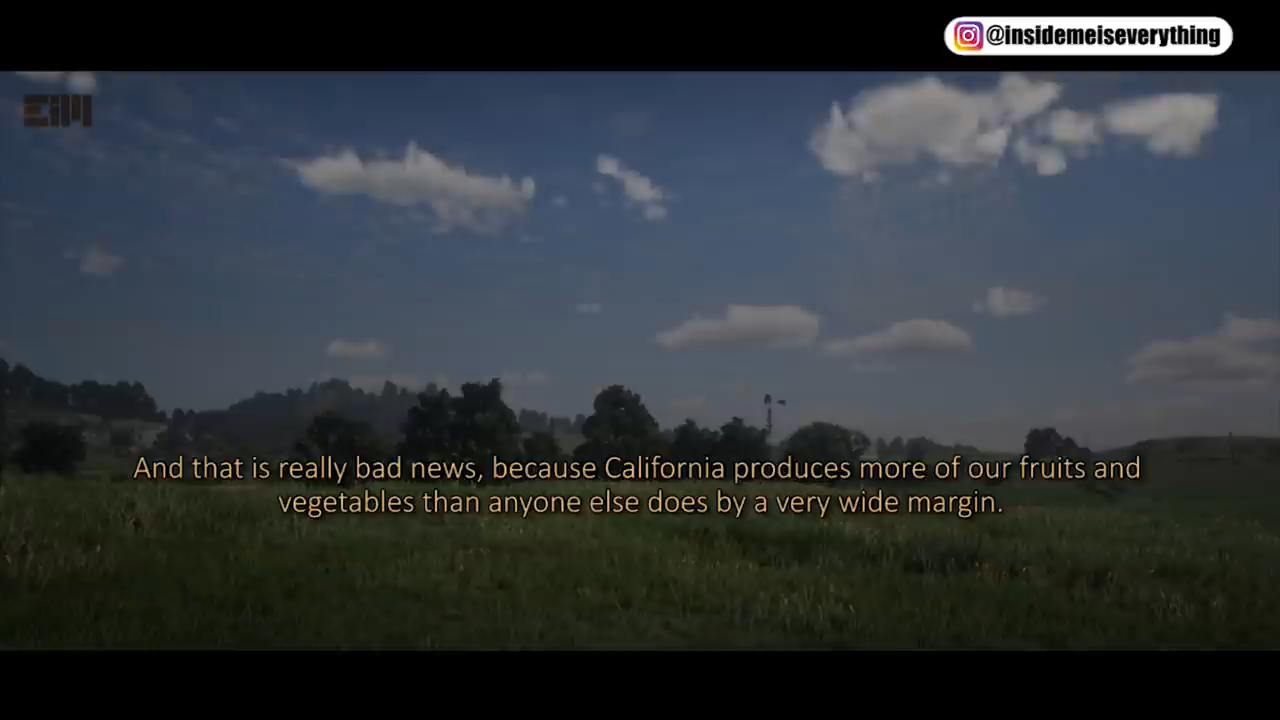 @insidemeiseverything
EiM
And that is really bad news, because California produces more of our fruits and
vegetables than anyone else does by a very wide margin.